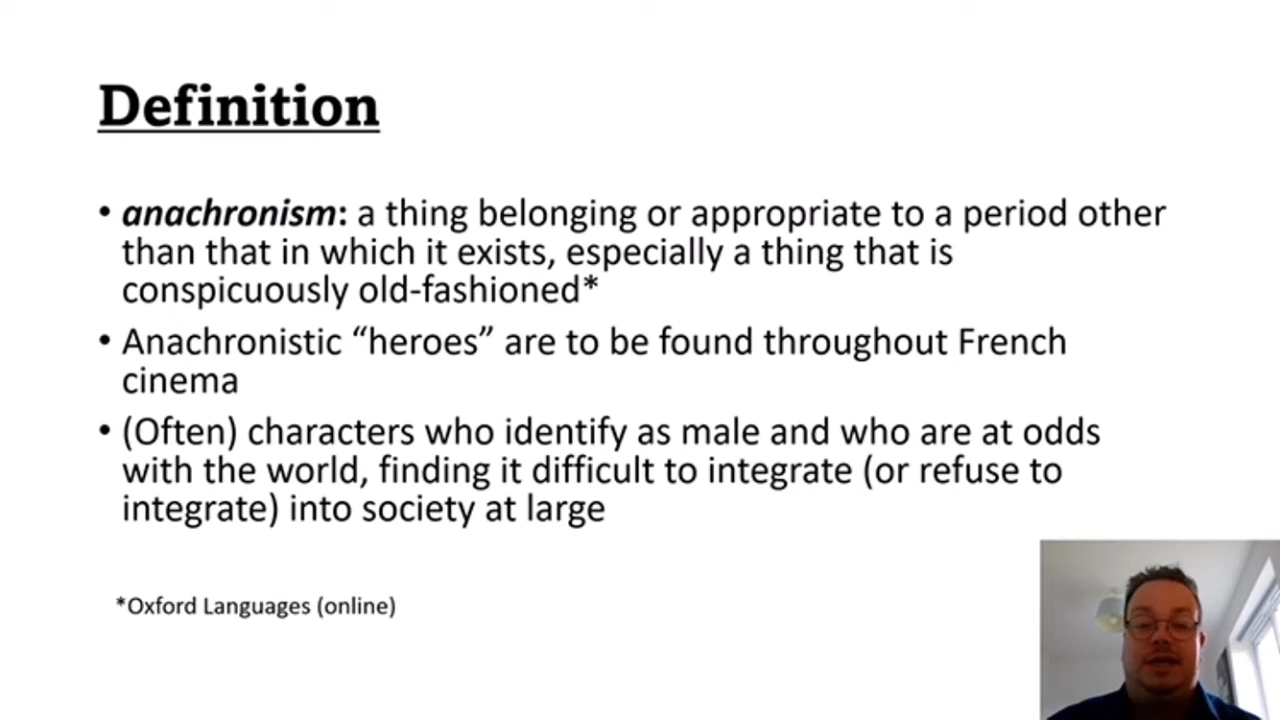 Definition
• anachronism: a thing belonging or appropriate to a period other
than that in which it exists, especially a thing that is
conspicuously old-fashioned*
• Anachronistic “heroes” are to be found throughout French
cinema
• (Often) characters who identify as male and who are at odds
with the world, finding it difficult to integrate (or refuse to
integrate) into society at large
*Oxford Languages (online)